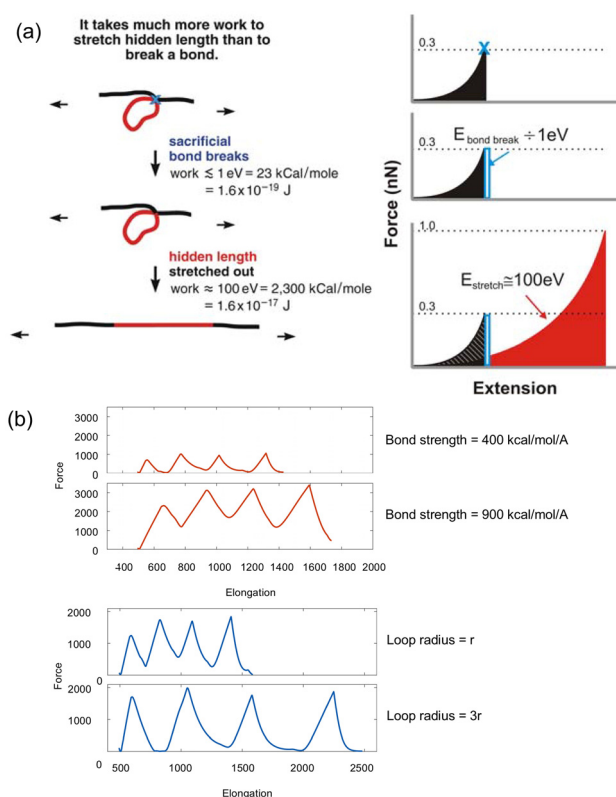 (a)
It takes much more work to
stretch hidden length than to
break a bond.
X
sacrificial
bond breaks
work ≲ 1 eV = 23 kCal/mole
= 1.6 x 10⁻¹⁹ J
hidden length
stretched out
work ≈ 100 eV = 2,300 kCal/mole
= 1.6 x 10⁻¹⁷ J
0.3
X
E bond break ÷ 1eV
0.3
Force (nN)
1.0
E stretch ≅ 100eV
0.3
Extension
(b)
3000
2000
1000
0
Bond strength = 400 kcal/mol/A
Force
3000
2000
1000
0
Bond strength = 900 kcal/mol/A
400 600 800 1000 1200 1400 1600 1800 2000
Elongation
2000
1000
0
Loop radius = r
Force
2000
1000
0
Loop radius = 3r
500 1000 1500 2000 2500
Elongation